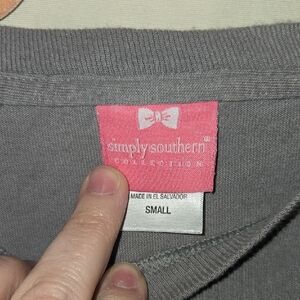 simply southern®
COLLECTION
MADE IN EL SALVADOR
SMALL